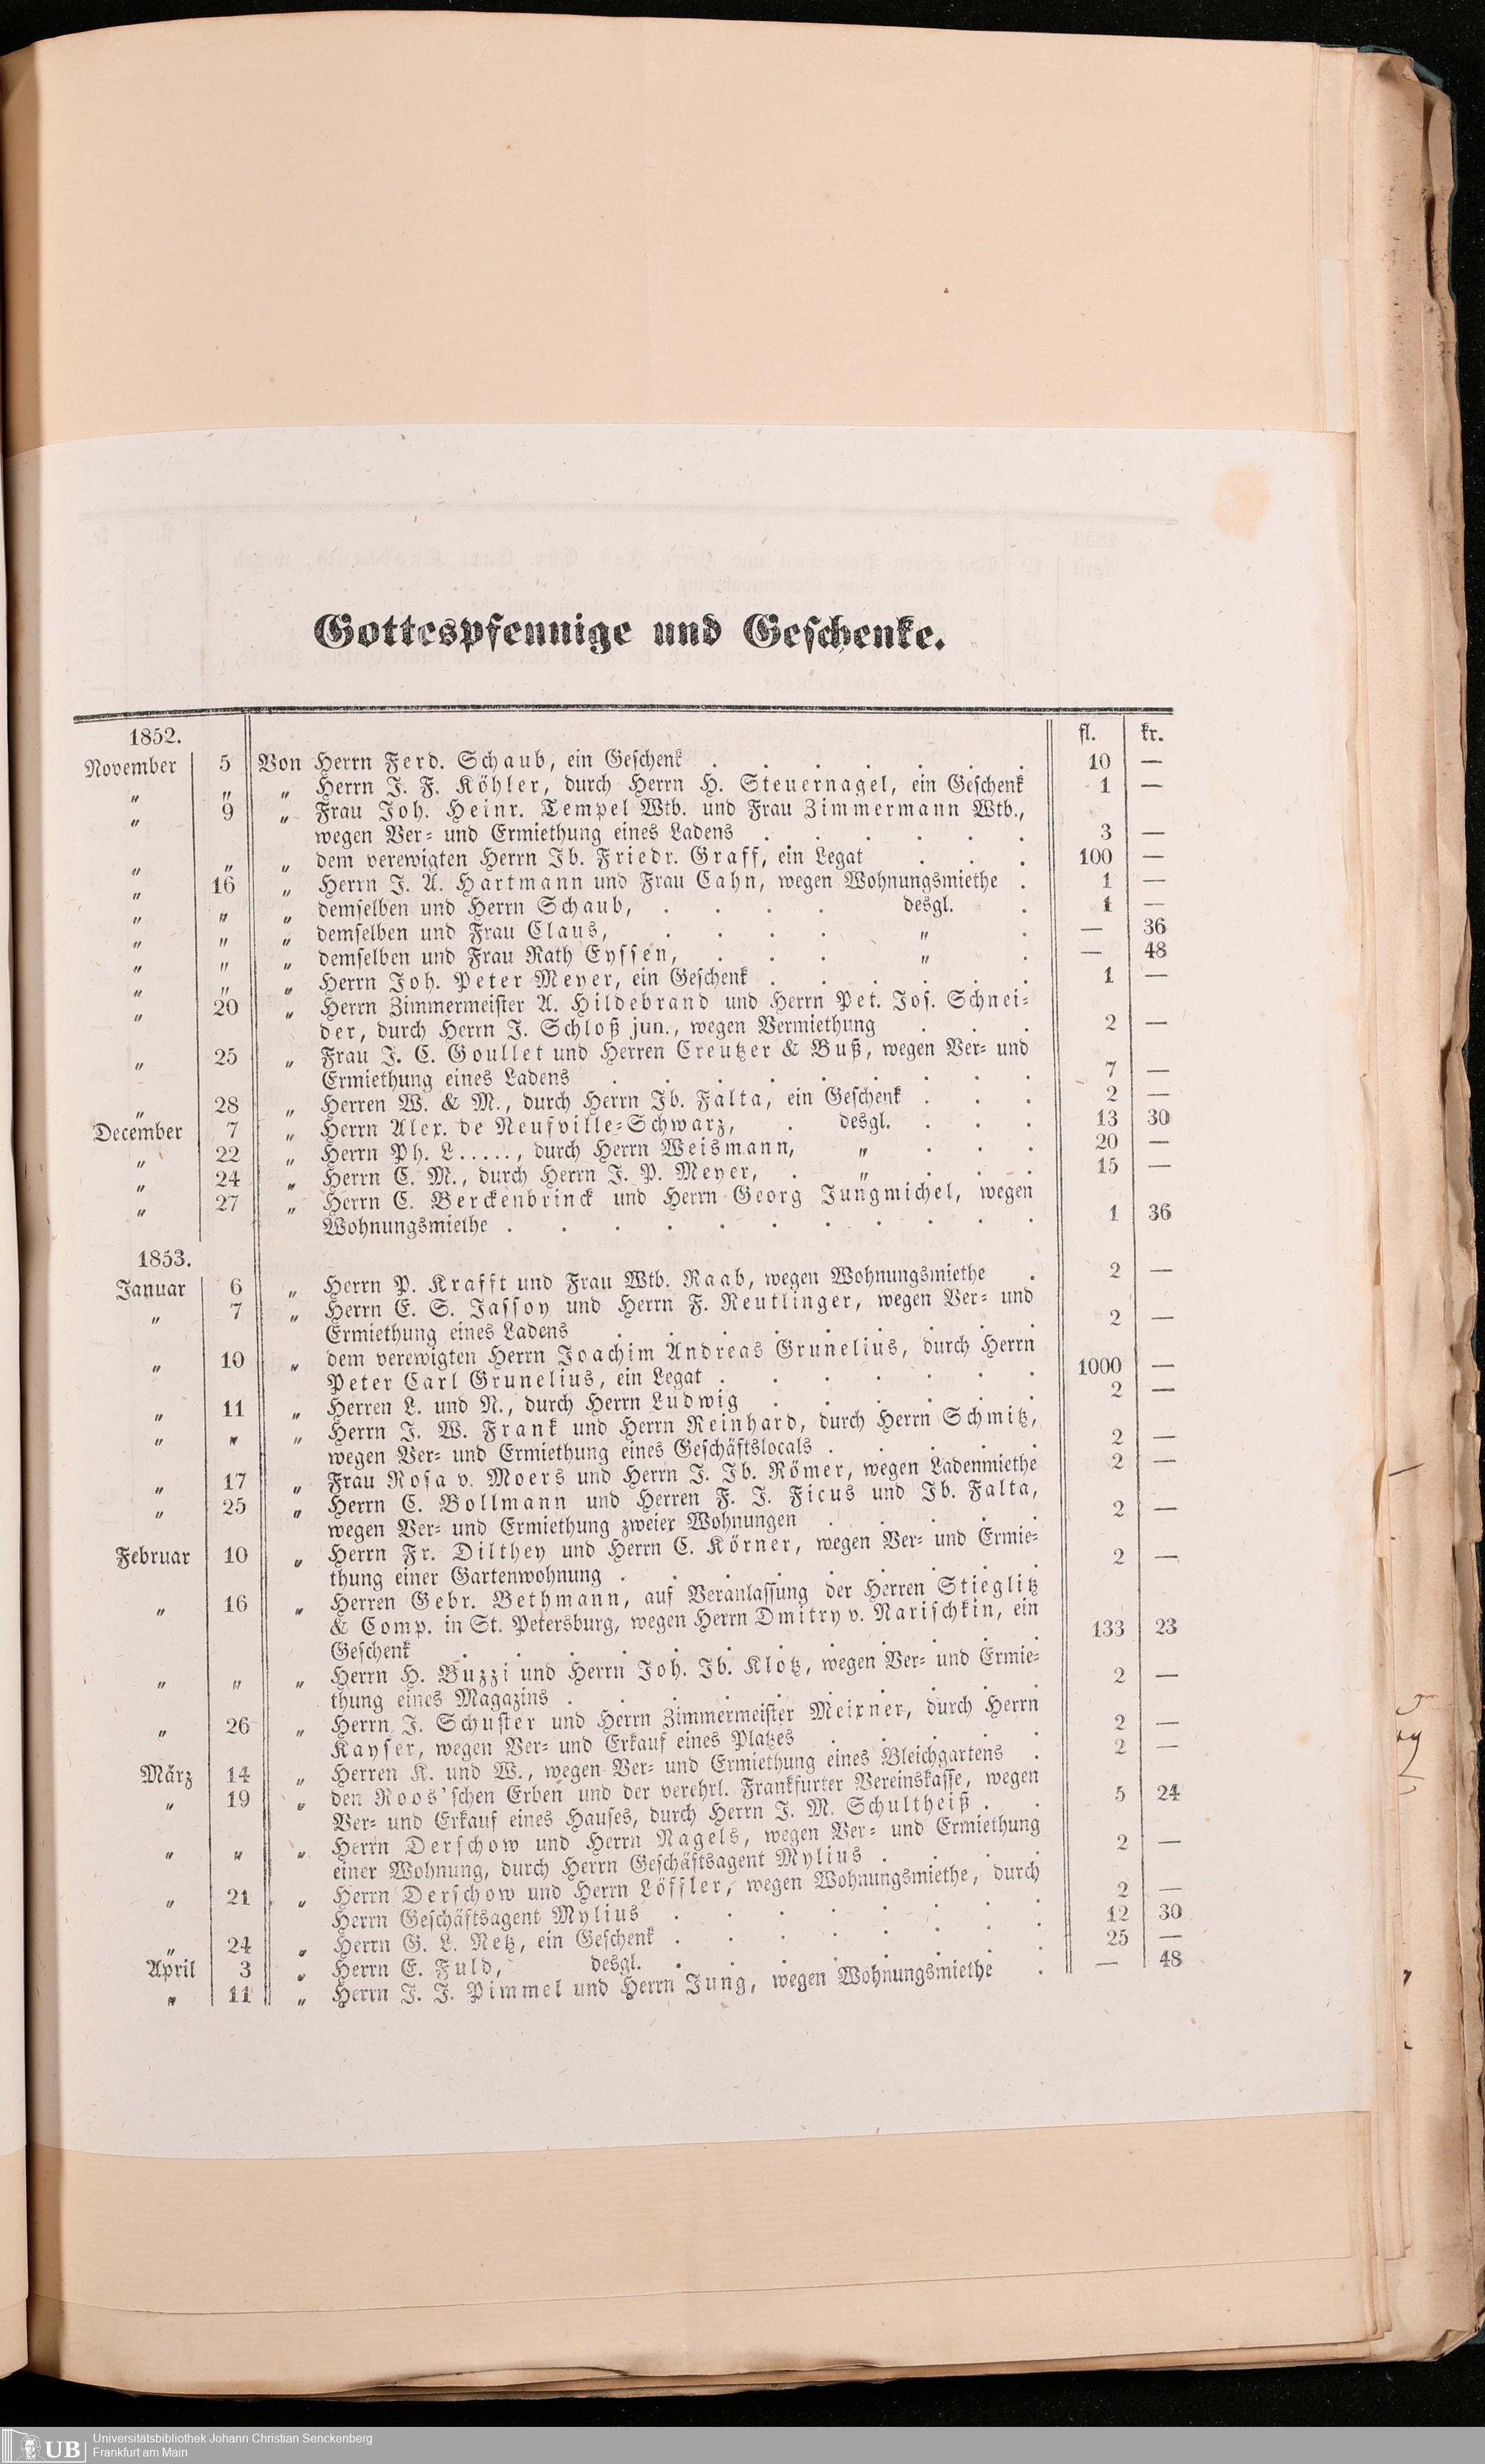 Gottespfennige und Geschenke.
1852. fl. kr.
November 5 Von Herrn Ferd. Schaub, ein Geschenk . . . . . . . 10 —
„ „ „ Herrn J. F. Köhler, durch Herrn H. Steuernagel, ein Geschenk 1 —
„ 9 „ Frau Joh. Heinr. Tempel Wtb. und Frau Zimmermann Wtb.,
wegen Ver= und Ermiethung eines Ladens . . . . . . 3 —
„ „ „ dem verewigten Herrn Jb. Friedr. Graff, ein Legat . . . 100 —
„ 16 „ Herrn J. A. Hartmann und Frau Cahn, wegen Wohnungsmiethe . 1 —
„ „ „ demselben und Herrn Schaub, . . . . desgl. . 1 —
„ „ „ demselben und Frau Claus, . . . . „ . — 36
„ „ „ demselben und Frau Rath Eyssen, . . . „ . — 48
„ „ „ Herrn Joh. Peter Meyer, ein Geschenk . . . . . . 1 —
„ 20 „ Herrn Zimmermeister A. Hildebrand und Herrn Pet. Jos. Schnei=
der, durch Herrn J. Schloß jun., wegen Vermiethung . . . 2 —
„ 25 „ Frau J. C. Goullet und Herren Creutzer & Buß, wegen Ver= und
Ermiethung eines Ladens . . . . . . . . . 7 —
„ 28 „ Herren W. & M., durch Herrn Jb. Falta, ein Geschenk . . . 2 —
December 7 „ Herrn Alex. de Neufville=Schwarz, . desgl. . . . 13 30
„ 22 „ Herrn Ph. L....., durch Herrn Weismann, „ . . . 20 —
„ 24 „ Herrn C. M., durch Herrn J. P. Meyer, . „ . . . 15 —
„ 27 „ Herrn C. Berckenbrinck und Herrn Georg Jungmichel, wegen
Wohnungsmiethe . . . . . . . . . . . 1 36
1853.
Januar 6 „ Herrn P. Krafft und Frau Wtb. Raab, wegen Wohnungsmiethe . 2 —
„ 7 „ Herrn E. S. Jassoy und Herrn F. Reutlinger, wegen Ver= und
Ermiethung eines Ladens . . . . . . . . . 2 —
„ 10 „ dem verewigten Herrn Joachim Andreas Grunelius, durch Herrn
Peter Carl Grunelius, ein Legat . . . . . . . 1000 —
„ 11 „ Herren L. und N., durch Herrn Ludwig . . . . . . 2 —
„ „ „ Herrn J. W. Frank und Herrn Reinhard, durch Herrn Schmitz,
wegen Ver= und Ermiethung eines Geschäftslocals . . . . . 2 —
„ 17 „ Frau Rosa v. Moers und Herrn J. Jb. Römer, wegen Ladenmiethe 2 —
„ 25 „ Herrn C. Bollmann und Herren F. J. Ficus und Jb. Falta,
wegen Ver= und Ermiethung zweier Wohnungen . . . . . 2 —
Februar 10 „ Herrn Fr. Dilthey und Herrn C. Körner, wegen Ver= und Ermie=
thung einer Gartenwohnung . . . . . . . . . 2 —
„ 16 „ Herren Gebr. Bethmann, auf Veranlassung der Herren Stieglitz
& Comp. in St. Petersburg, wegen Herrn Dmitry v. Narischkin, ein
Geschenk . . . . . . . . . . . . 133 23
„ „ „ Herrn H. Buzzi und Herrn Joh. Jb. Klotz, wegen Ver= und Ermie=
thung eines Magazins . . . . . . . . . . 2 —
„ 26 „ Herrn J. Schuster und Herrn Zimmermeister Meixner, durch Herrn
Kayser, wegen Ver= und Erkauf eines Platzes . . . . . 2 —
März 14 „ Herren K. und W., wegen Ver= und Ermiethung eines Bleichgartens . 2 —
„ 19 „ den Roos'schen Erben und der verehrl. Frankfurter Vereinskasse, wegen
Ver= und Erkauf eines Hauses, durch Herrn J. M. Schultheiß . . 5 24
„ „ „ Herrn Derschow und Herrn Nagels, wegen Ver= und Ermiethung
einer Wohnung, durch Herrn Geschäftsagent Mylius . . . . 2 —
„ 21 „ Herrn Derschow und Herrn Löffler, wegen Wohnungsmiethe, durch
Herrn Geschäftsagent Mylius . . . . . . . . 2 —
„ 24 „ Herrn G. L. Netz, ein Geschenk . . . . . . . . 12 30
April 3 „ Herrn E. Fuld, desgl. . . . . . . . . 25 —
„ 11 „ Herrn J. J. Pimmel und Herrn Jung, wegen Wohnungsmiethe . — 48
UB Universitätsbibliothek Johann Christian Senckenberg
Frankfurt am Main